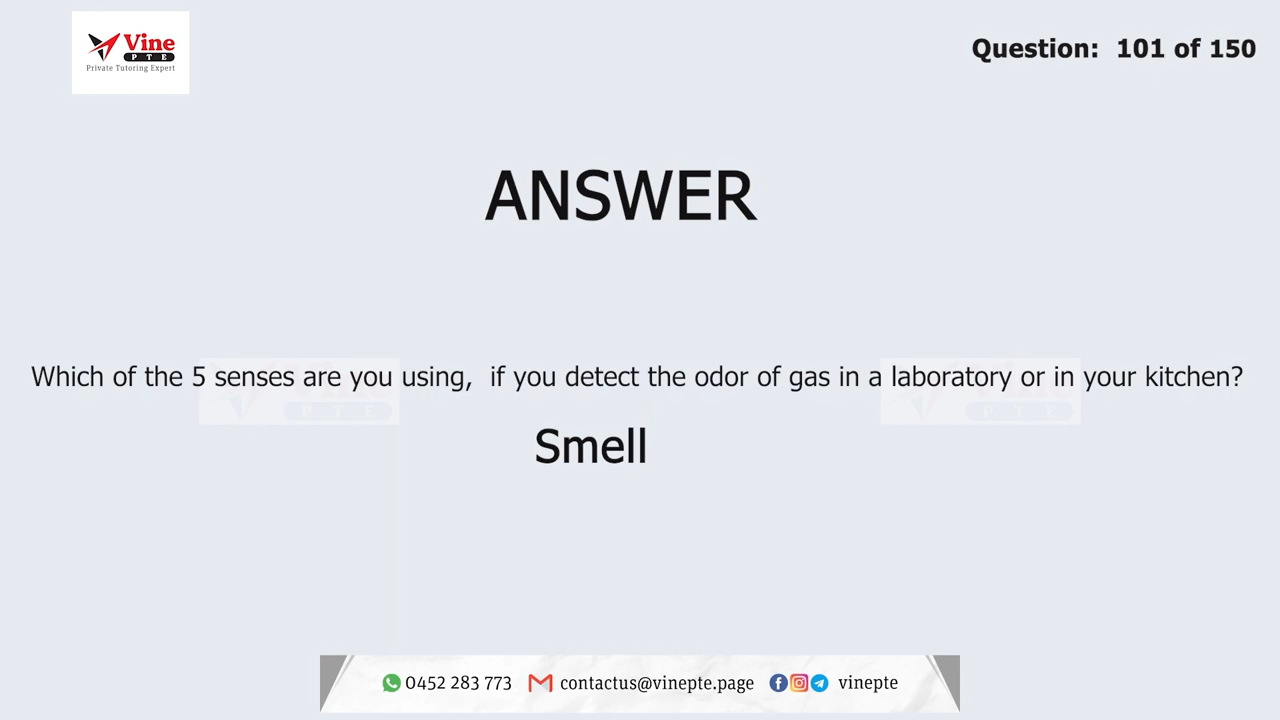 Vine
PTE
Private Tutoring Expert
Question: 101 of 150
ANSWER
Which of the 5 senses are you using, if you detect the odor of gas in a laboratory or in your kitchen?
Smell
0452 283 773 contactus@vinepte.page vinepte